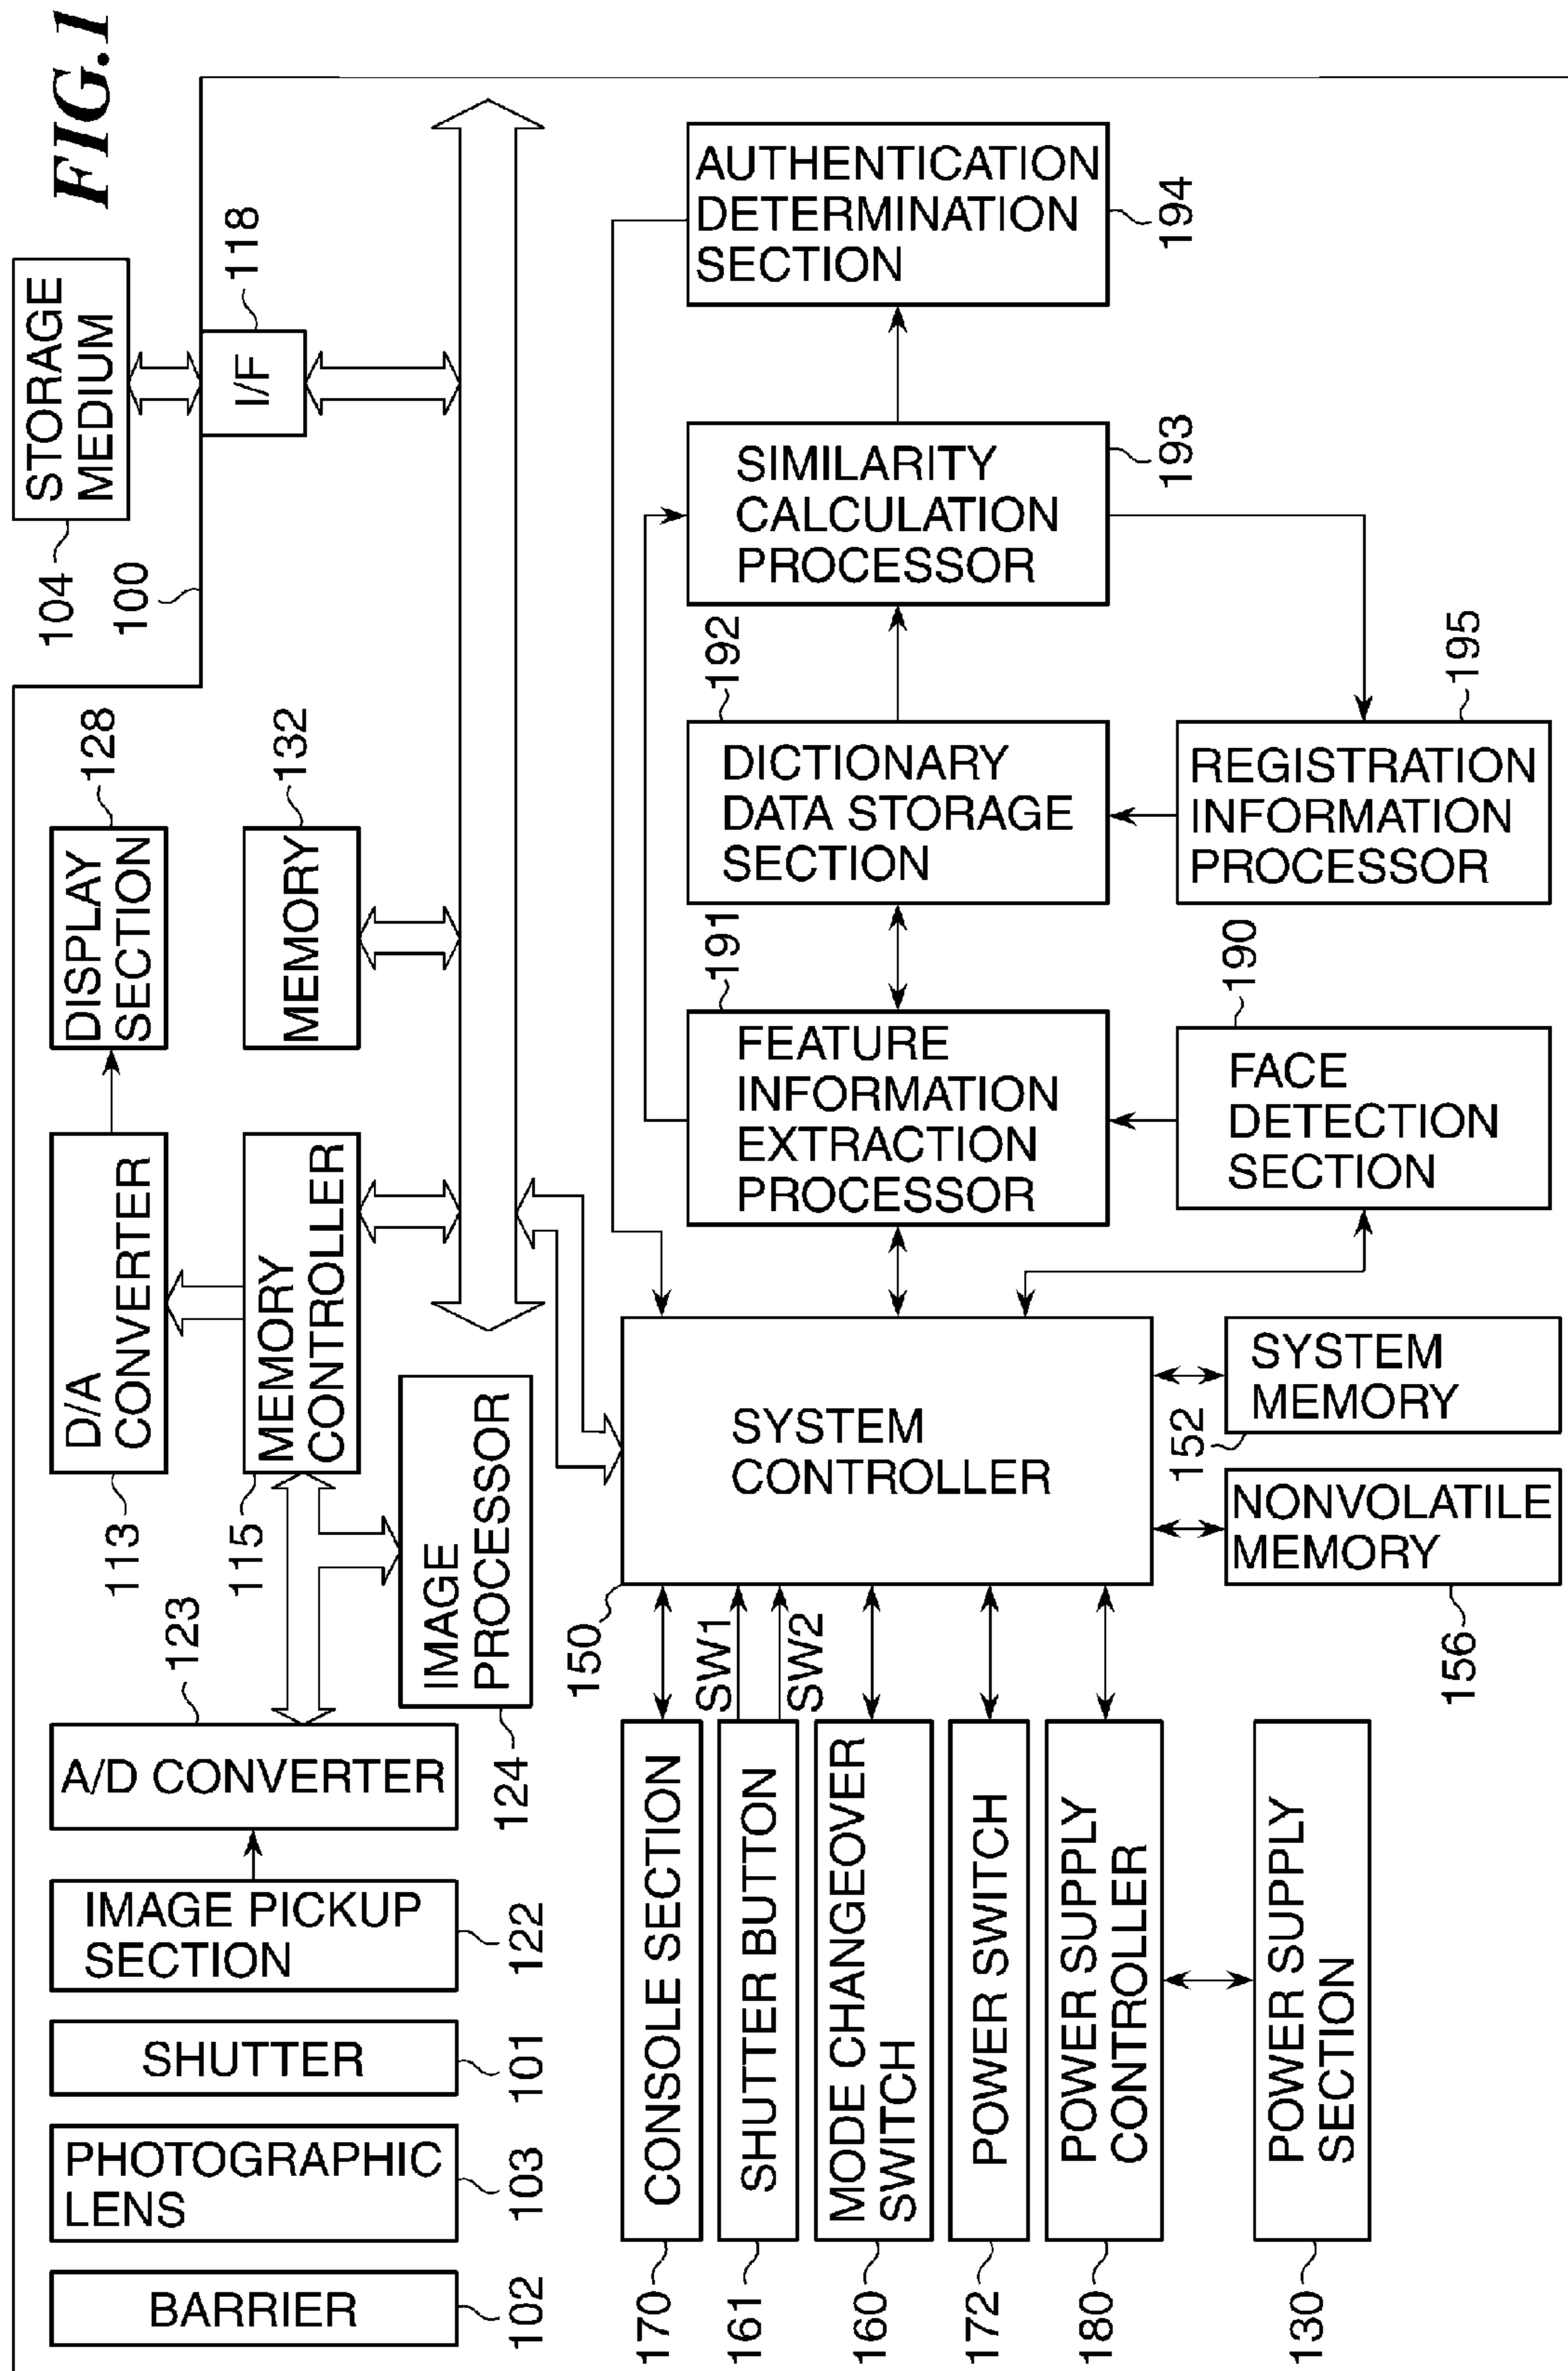 FIG.1
STORAGE
MEDIUM
104
100
I/F
118
DISPLAY
SECTION
128
MEMORY
132
D/A
CONVERTER
113
MEMORY
CONTROLLER
115
IMAGE
PROCESSOR
124
A/D CONVERTER
123
IMAGE PICKUP
SECTION
122
SHUTTER
101
PHOTOGRAPHIC
LENS
103
BARRIER
102
AUTHENTICATION
DETERMINATION
SECTION
194
SIMILARITY
CALCULATION
PROCESSOR
193
DICTIONARY
DATA STORAGE
SECTION
192
REGISTRATION
INFORMATION
PROCESSOR
195
FEATURE
INFORMATION
EXTRACTION
PROCESSOR
191
FACE
DETECTION
SECTION
190
SYSTEM
CONTROLLER
150
SYSTEM
MEMORY
152
NONVOLATILE
MEMORY
156
SW1
SW2
CONSOLE SECTION
170
SHUTTER BUTTON
161
MODE CHANGEOVER
SWITCH
160
POWER SWITCH
172
POWER SUPPLY
CONTROLLER
180
POWER SUPPLY
SECTION
130